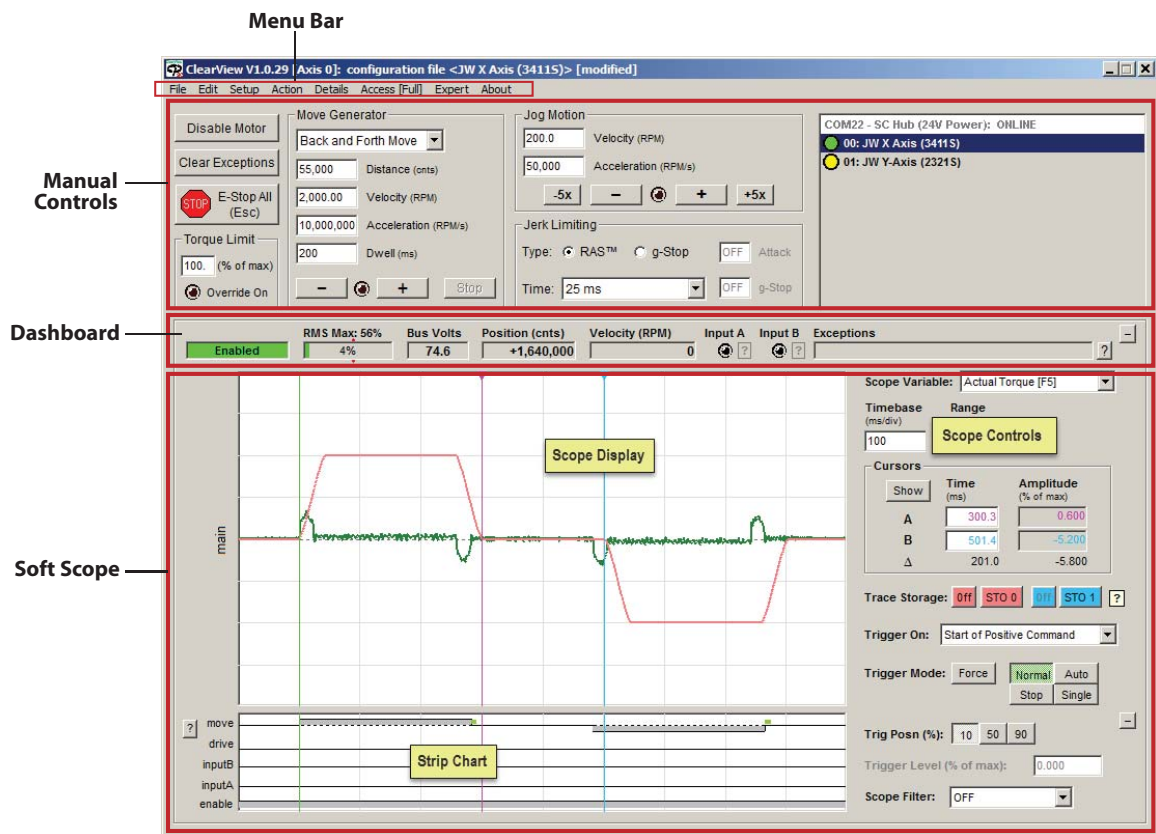 Menu Bar
ClearView V1.0.29 [Axis 0]: configuration file <JW X Axis (3411S)> [modified]
File Edit Setup Action Details Access [Full] Expert About
Manual Controls
Disable Motor
Clear Exceptions
STOP E-Stop All (Esc)
Torque Limit
100. (% of max)
Override On
Move Generator
Back and Forth Move
55,000 Distance (cnts)
2,000.00 Velocity (RPM)
10,000,000 Acceleration (RPM/s)
200 Dwell (ms)
− + Stop
Jog Motion
200.0 Velocity (RPM)
50,000 Acceleration (RPM/s)
-5x − + +5x
Jerk Limiting
Type: RAS™ g-Stop OFF Attack
Time: 25 ms OFF g-Stop
COM22 - SC Hub (24V Power): ONLINE
00: JW X Axis (3411S)
01: JW Y-Axis (2321S)
Dashboard
RMS Max: 56% Bus Volts Position (cnts) Velocity (RPM) Input A Input B Exceptions
Enabled 4% 74.6 +1,640,000 0 ? ? ? −
Soft Scope
main
Scope Display
Scope Variable: Actual Torque [F5]
Timebase Range
(ms/div)
100
Scope Controls
Cursors
Show Time Amplitude
(ms) (% of max)
A 300.3 0.600
B 501.4 -5.200
Δ 201.0 -5.800
Trace Storage: Off STO 0 Off STO 1 ?
Trigger On: Start of Positive Command
Trigger Mode: Force Normal Auto
Stop Single
Trig Posn (%): 10 50 90
−
Trigger Level (% of max): 0.000
Scope Filter: OFF
? move
drive
inputB
inputA
enable
Strip Chart